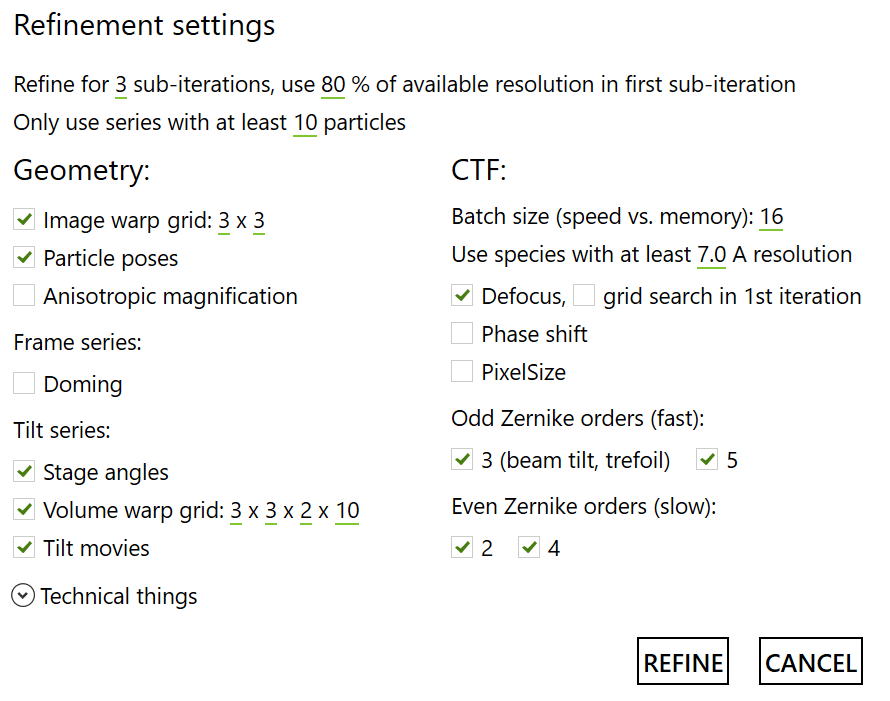 Refinement settings
Refine for 3 sub-iterations, use 80 % of available resolution in first sub-iteration
Only use series with at least 10 particles
Geometry:
Image warp grid: 3 x 3
Particle poses
Anisotropic magnification
Frame series:
Doming
Tilt series:
Stage angles
Volume warp grid: 3 x 3 x 2 x 10
Tilt movies
Technical things
CTF:
Batch size (speed vs. memory): 16
Use species with at least 7.0 A resolution
Defocus, grid search in 1st iteration
Phase shift
PixelSize
Odd Zernike orders (fast):
3 (beam tilt, trefoil) 5
Even Zernike orders (slow):
2 4
REFINE CANCEL